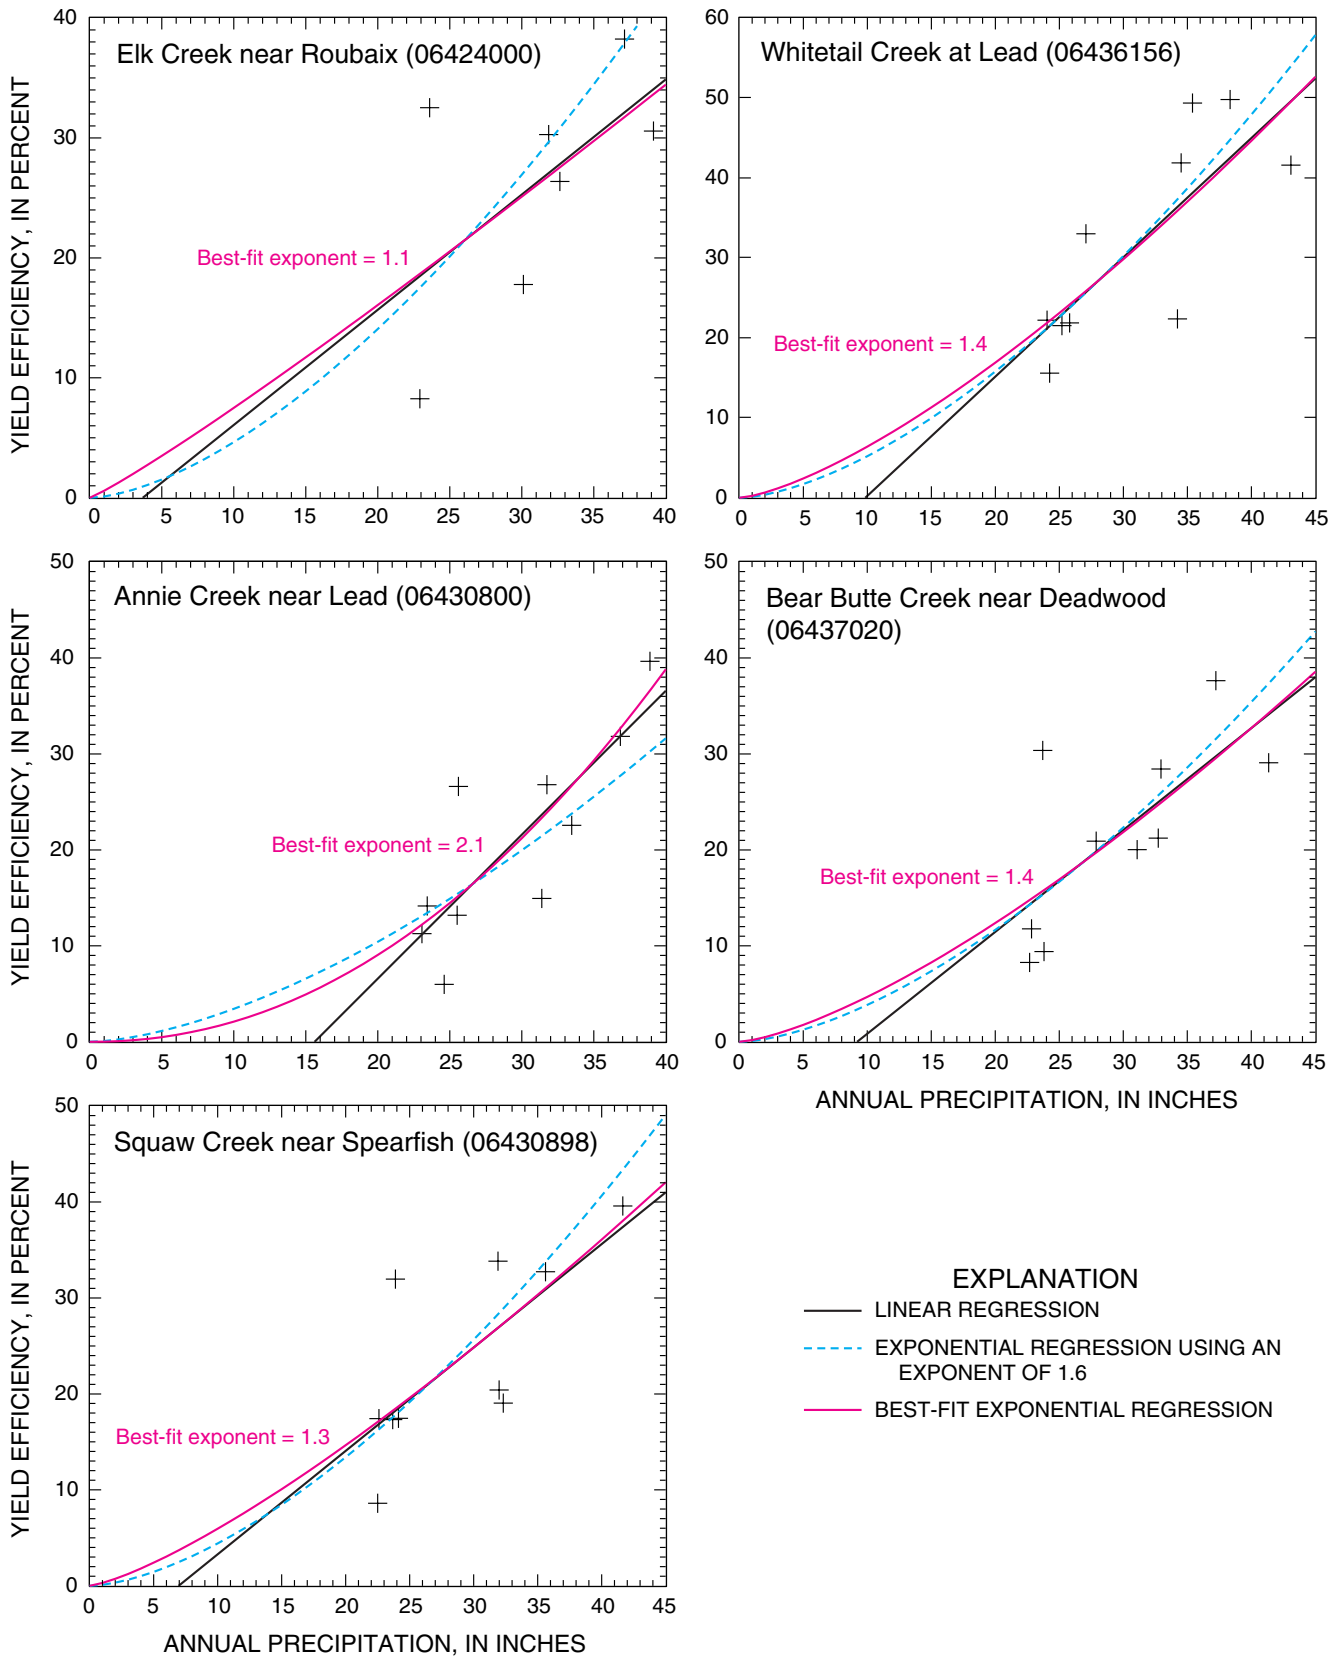 Elk Creek near Roubaix (06424000)
YIELD EFFICIENCY, IN PERCENT
40
30
20
10
0
Best-fit exponent = 1.1
0 5 10 15 20 25 30 35 40
Whitetail Creek at Lead (06436156)
60
50
40
30
20
10
0
Best-fit exponent = 1.4
0 5 10 15 20 25 30 35 40 45
Annie Creek near Lead (06430800)
YIELD EFFICIENCY, IN PERCENT
50
40
30
20
10
0
Best-fit exponent = 2.1
0 5 10 15 20 25 30 35 40
Bear Butte Creek near Deadwood
(06437020)
50
40
30
20
10
0
Best-fit exponent = 1.4
0 5 10 15 20 25 30 35 40 45
ANNUAL PRECIPITATION, IN INCHES
Squaw Creek near Spearfish (06430898)
YIELD EFFICIENCY, IN PERCENT
50
40
30
20
10
0
Best-fit exponent = 1.3
0 5 10 15 20 25 30 35 40 45
ANNUAL PRECIPITATION, IN INCHES
EXPLANATION
LINEAR REGRESSION
EXPONENTIAL REGRESSION USING AN
EXPONENT OF 1.6
BEST-FIT EXPONENTIAL REGRESSION